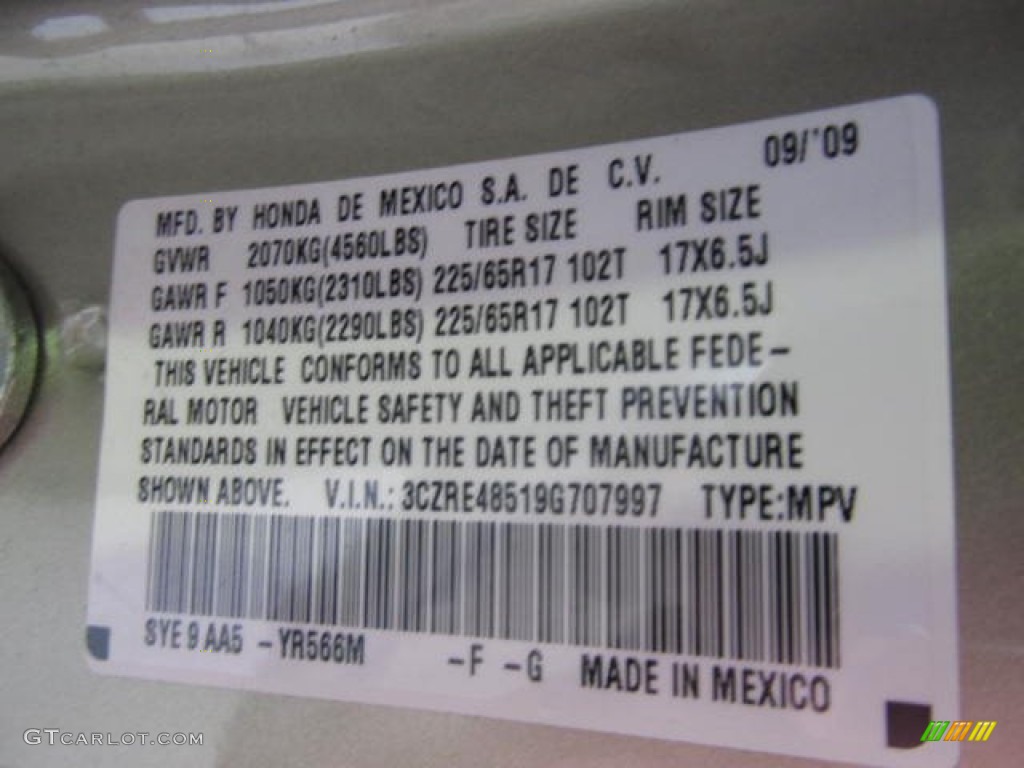 09/'09
MFD. BY HONDA DE MEXICO S.A. DE C.V.
GVWR 2070KG(4560LBS) TIRE SIZE RIM SIZE
GAWR F 1050KG(2310LBS) 225/65R17 102T 17X6.5J
GAWR R 1040KG(2290LBS) 225/65R17 102T 17X6.5J
THIS VEHICLE CONFORMS TO ALL APPLICABLE FEDE-
RAL MOTOR VEHICLE SAFETY AND THEFT PREVENTION
STANDARDS IN EFFECT ON THE DATE OF MANUFACTURE
SHOWN ABOVE. V.I.N.: 3CZRE48519G707997 TYPE:MPV
SYE 9 AA5 -YR566M -F -G MADE IN MEXICO
GTCARLOT.COM